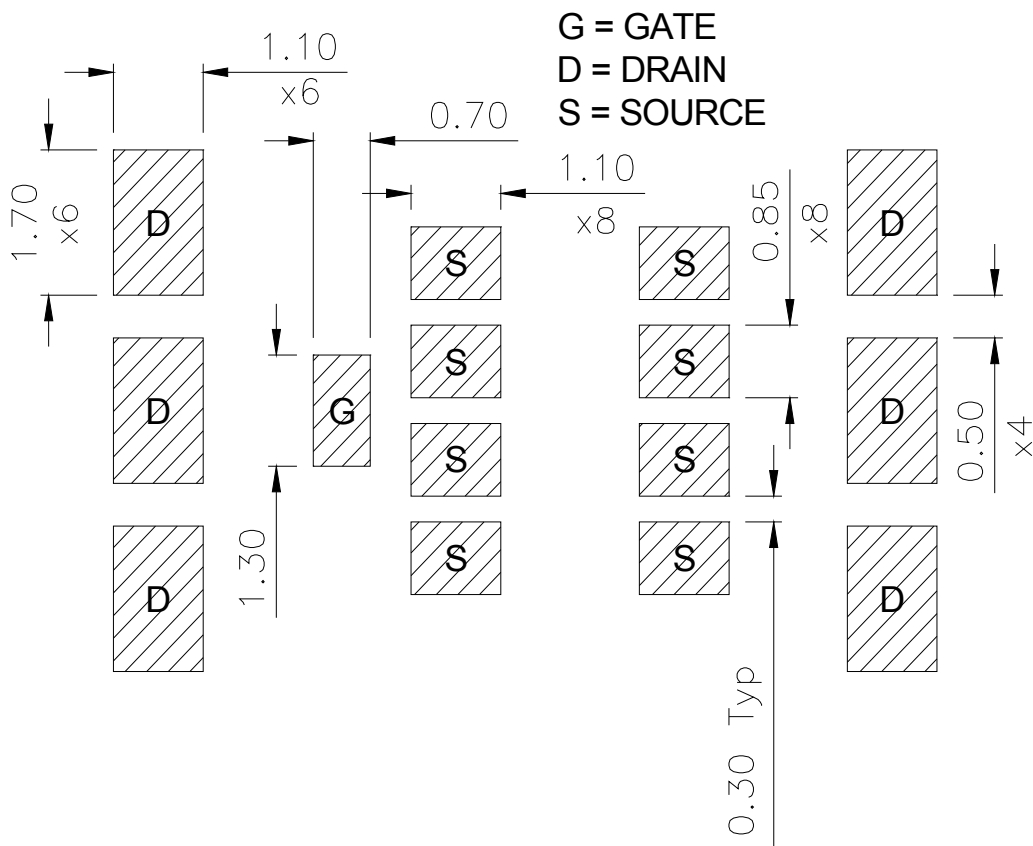 G = GATE
D = DRAIN
S = SOURCE
1.10
x6
0.70
1.10
x8
0.85
x8
1.70
x6
D
D
S
S
S
S
D
G
D
S
S
0.50
x4
1.30
D
S
S
D
0.30 Typ